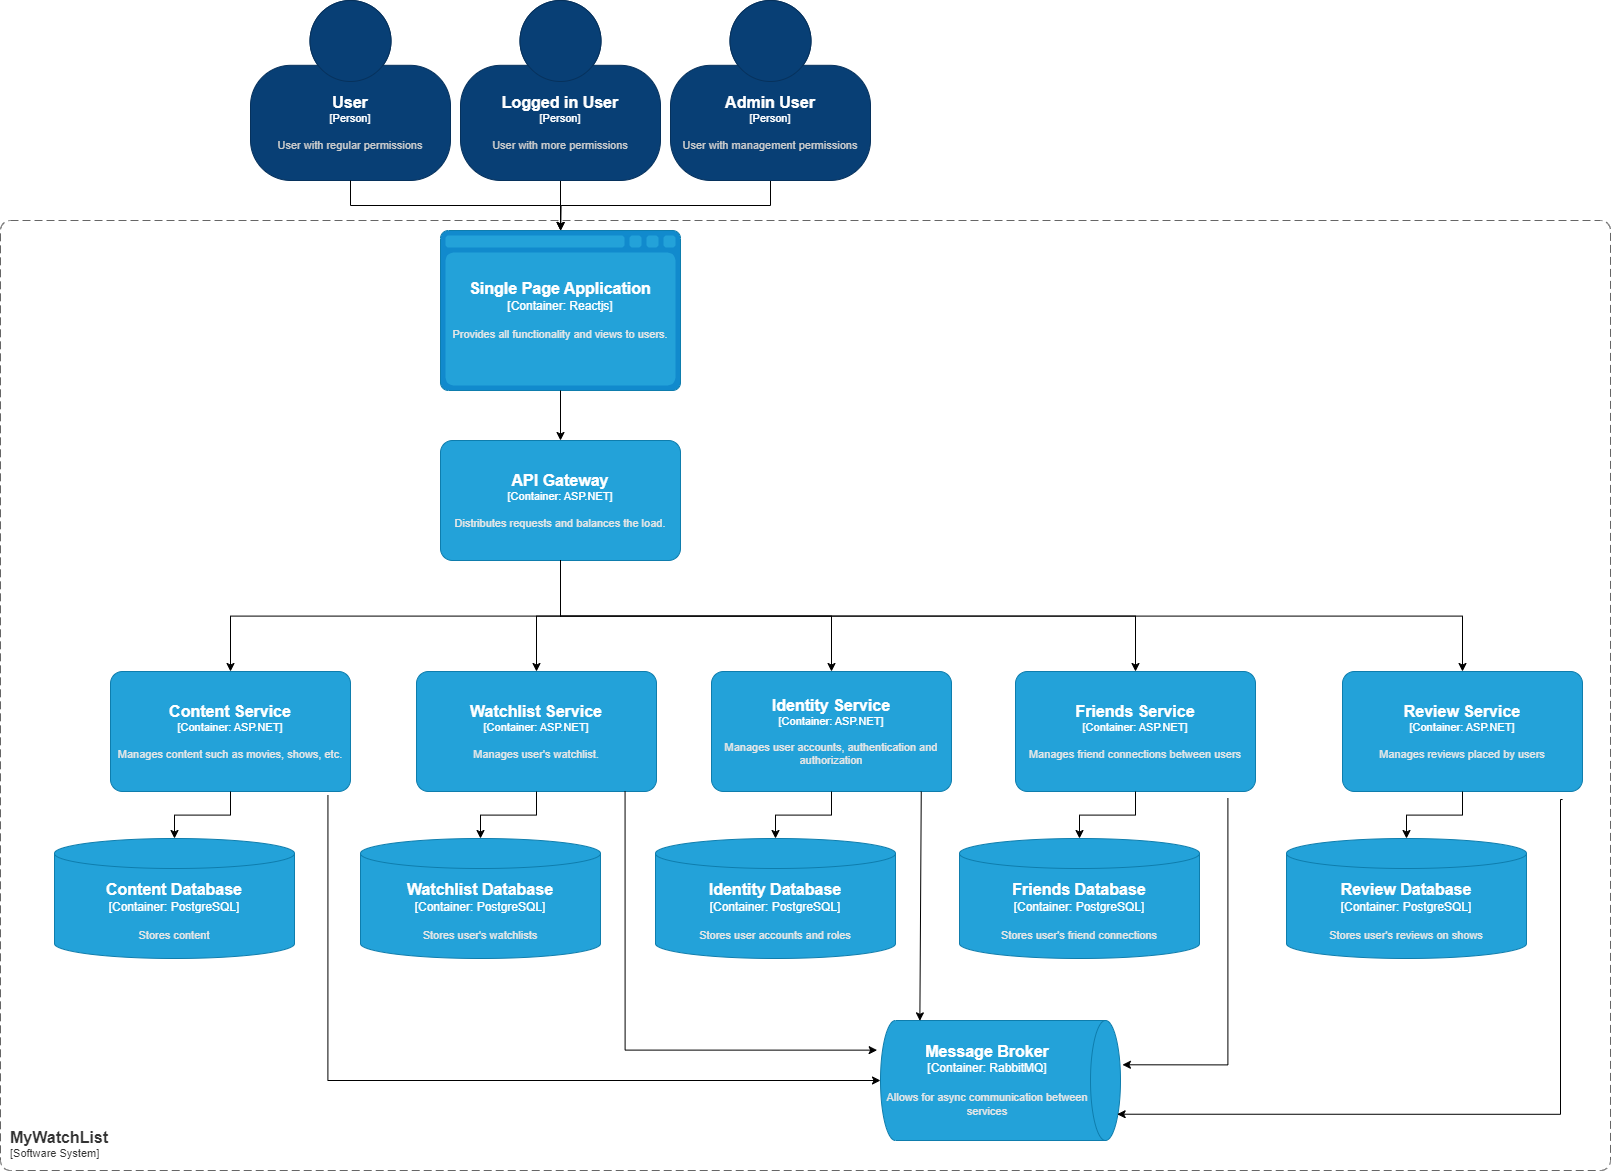 User
[Person]
User with regular permissions
Logged in User
[Person]
User with more permissions
Admin User
[Person]
User with management permissions
Single Page Application
[Container: Reactjs]
Provides all functionality and views to users.
API Gateway
[Container: ASP.NET]
Distributes requests and balances the load.
Content Service
[Container: ASP.NET]
Manages content such as movies, shows, etc.
Watchlist Service
[Container: ASP.NET]
Manages user's watchlist.
Identity Service
[Container: ASP.NET]
Manages user accounts, authentication and
authorization
Friends Service
[Container: ASP.NET]
Manages friend connections between users
Review Service
[Container: ASP.NET]
Manages reviews placed by users
Content Database
[Container: PostgreSQL]
Stores content
Watchlist Database
[Container: PostgreSQL]
Stores user's watchlists
Identity Database
[Container: PostgreSQL]
Stores user accounts and roles
Friends Database
[Container: PostgreSQL]
Stores user's friend connections
Review Database
[Container: PostgreSQL]
Stores user's reviews on shows
Message Broker
[Container: RabbitMQ]
Allows for async communication between
services
MyWatchList
[Software System]